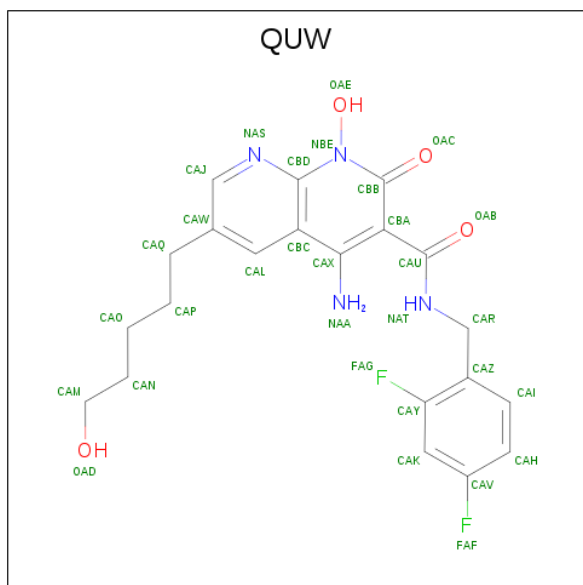 QUW
OAE
OH
NAS
N
NBE
N
OAC
O
CAJ
CBD
CBB
CAW
CBA
OAB
O
CAQ
CBC
CAX
CAU
CAL
NH₂
HN
CAP
NAA
NAT
CAR
CAO
FAG
F
CAZ
CAM
CAN
CAY
CAI
OH
OAD
CAK
CAH
CAV
F
FAF